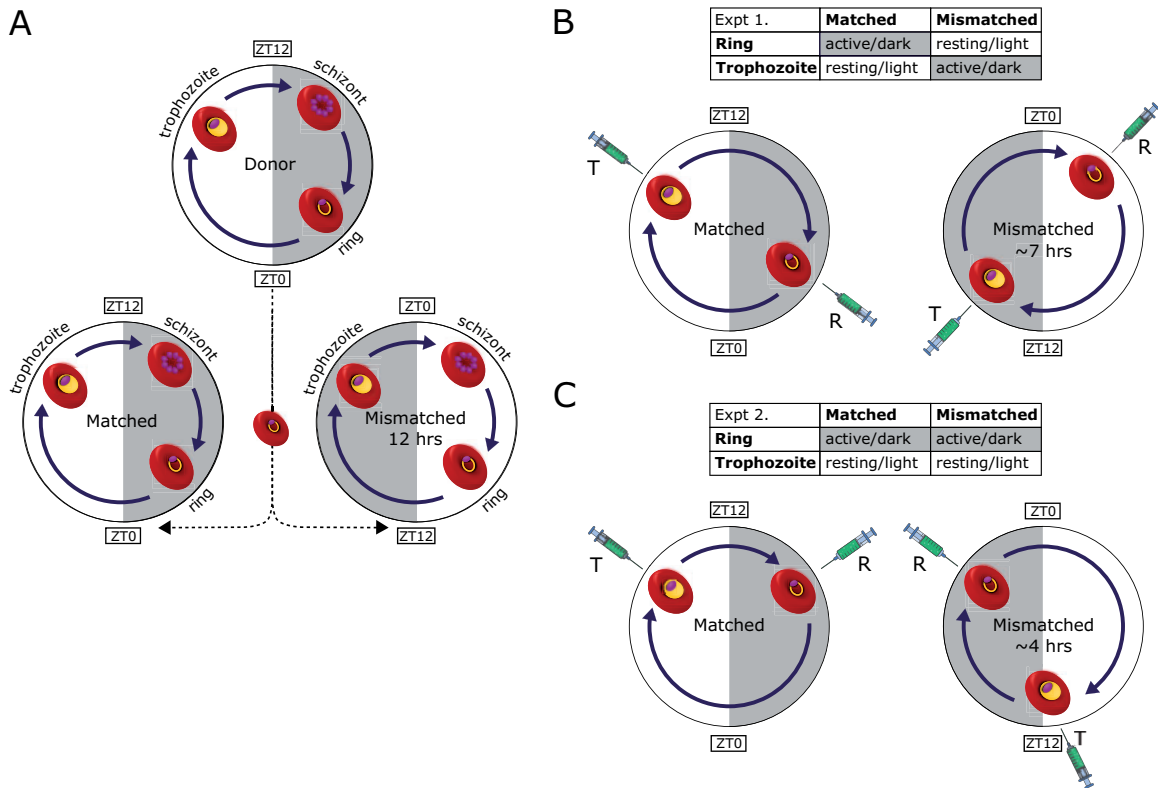 A
ZT12
trophozoite
schizont
Donor
ring
ZT0
ZT12
trophozoite
schizont
Matched
ring
ZT0
ZT0
trophozoite
schizont
Mismatched
12 hrs
ring
ZT12
B
Expt 1. Matched Mismatched
Ring active/dark resting/light
Trophozoite resting/light active/dark
ZT12
T
Matched
R
ZT0
ZT0
R
Mismatched
~7 hrs
T
ZT12
C
Expt 2. Matched Mismatched
Ring active/dark active/dark
Trophozoite resting/light resting/light
ZT12
T
R
Matched
ZT0
ZT0
R
Mismatched
~4 hrs
ZT12
T